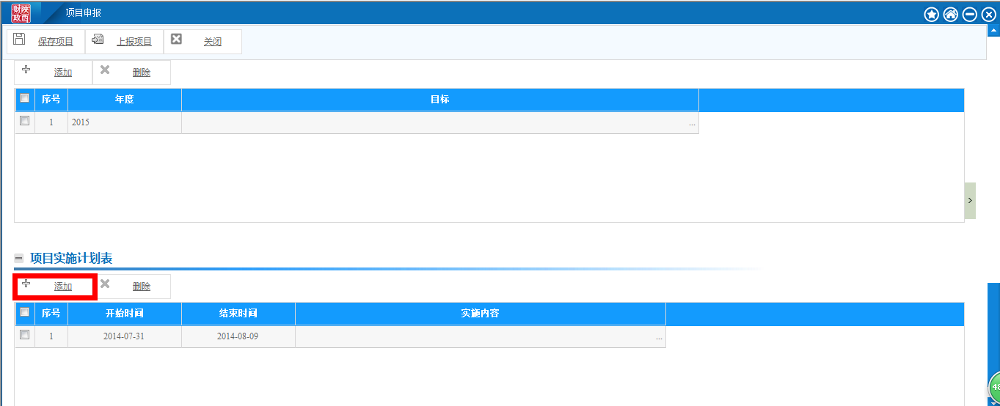 财陕
政西
项目申报
保存项目 上报项目 关闭
添加 删除
序号 年度 目标
1 2015 ...
项目实施计划表
添加 删除
序号 开始时间 结束时间 实施内容
1 2014-07-31 2014-08-09 ...
48